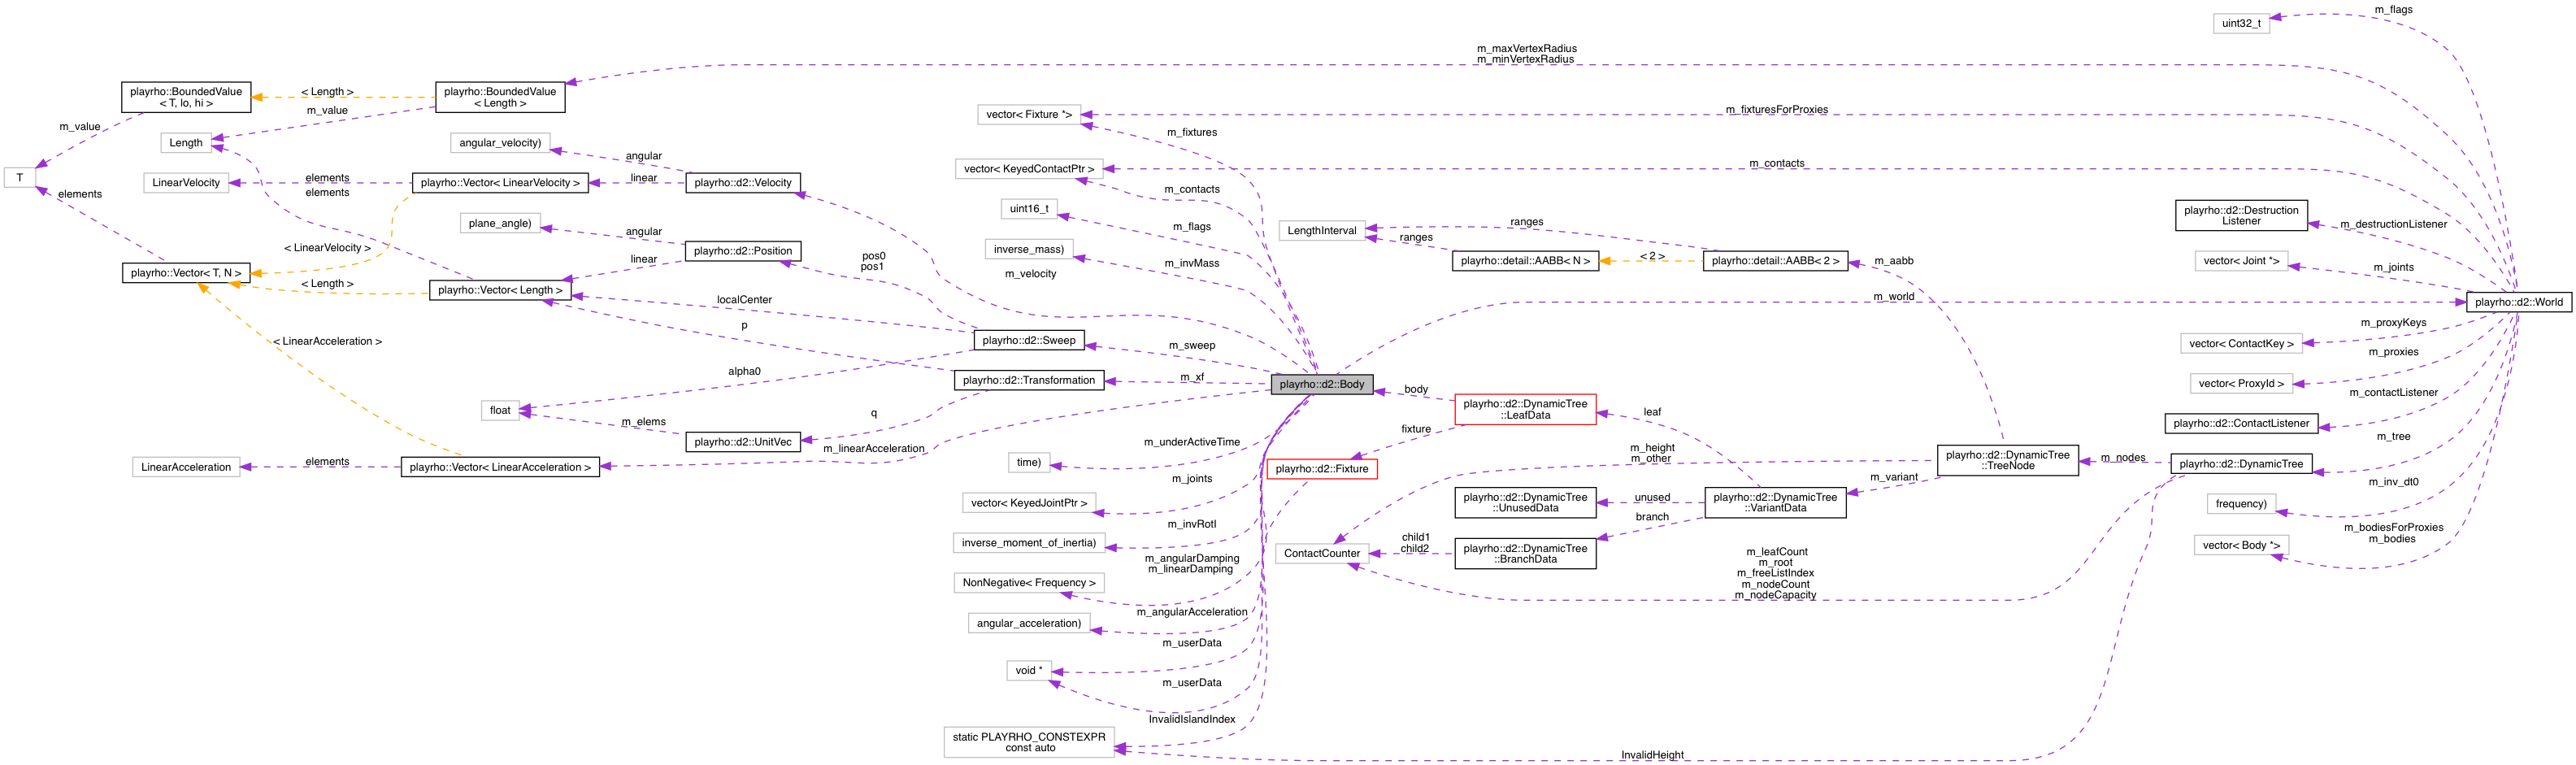 m_flags
uint32_t
m_maxVertexRadius
m_minVertexRadius
playrho::BoundedValue
< T, lo, hi >
< Length >
playrho::BoundedValue
< Length >
m_value
m_value
vector< Fixture *>
m_fixturesForProxies
m_fixtures
Length
angular_velocity)
angular
T
elements
LinearVelocity
elements
elements
playrho::Vector< LinearVelocity >
linear
playrho::d2::Velocity
vector< KeyedContactPtr >
m_contacts
m_contacts
uint16_t
m_flags
plane_angle)
angular
playrho::d2::Destruction
Listener
m_destructionListener
LengthInterval
ranges
ranges
< LinearVelocity >
playrho::d2::Position
linear
pos0
pos1
inverse_mass)
m_velocity
m_invMass
playrho::detail::AABB< N >
< 2 >
playrho::detail::AABB< 2 >
m_aabb
vector< Joint *>
m_joints
playrho::Vector< T, N >
< Length >
playrho::Vector< Length >
localCenter
p
m_world
playrho::d2::World
< LinearAcceleration >
playrho::d2::Sweep
m_sweep
vector< ContactKey >
m_proxyKeys
alpha0
playrho::d2::Transformation
m_xf
playrho::d2::Body
body
vector< ProxyId >
m_proxies
float
m_elems
q
playrho::d2::UnitVec
playrho::d2::DynamicTree
::LeafData
leaf
m_contactListener
playrho::d2::ContactListener
fixture
m_linearAcceleration
LinearAcceleration
elements
playrho::Vector< LinearAcceleration >
m_underActiveTime
time)
playrho::d2::Fixture
m_height
m_other
playrho::d2::DynamicTree
::TreeNode
m_nodes
playrho::d2::DynamicTree
m_tree
m_joints
vector< KeyedJointPtr >
playrho::d2::DynamicTree
::UnusedData
unused
branch
playrho::d2::DynamicTree
::VariantData
m_variant
m_inv_dt0
frequency)
m_invRotI
inverse_moment_of_inertia)
ContactCounter
child1
child2
playrho::d2::DynamicTree
::BranchData
m_bodiesForProxies
m_bodies
vector< Body *>
m_angularDamping
m_linearDamping
NonNegative< Frequency >
m_leafCount
m_root
m_freeListIndex
m_nodeCount
m_nodeCapacity
m_angularAcceleration
angular_acceleration)
m_userData
void *
m_userData
InvalidIslandIndex
static PLAYRHO_CONSTEXPR
const auto
InvalidHeight